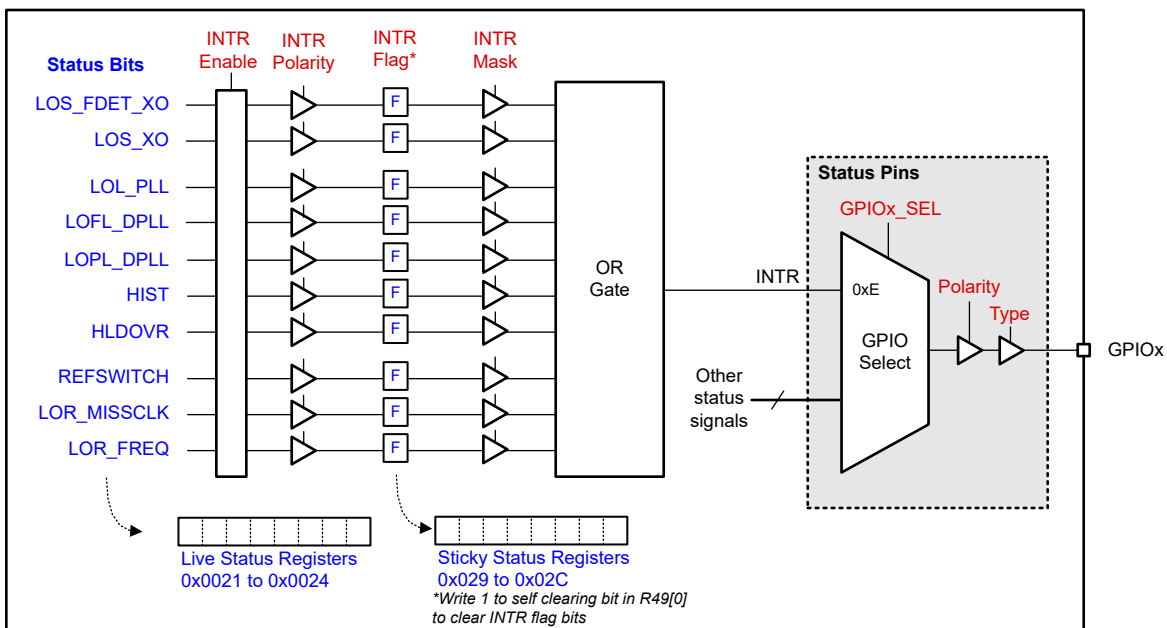 Status Bits
INTR
Enable
INTR
Polarity
INTR
Flag*
INTR
Mask
LOS_FDET_XO
LOS_XO
LOL_PLL
LOFL_DPLL
LOPL_DPLL
HIST
HLDOVR
REFSWITCH
LOR_MISSCLK
LOR_FREQ
F
F
F
F
F
F
F
F
F
F
OR
Gate
INTR
Status Pins
GPIOx_SEL
0xE
GPIO
Select
Polarity
Type
GPIOx
Other
status
signals
Live Status Registers
0x0021 to 0x0024
Sticky Status Registers
0x029 to 0x02C
*Write 1 to self clearing bit in R49[0]
to clear INTR flag bits